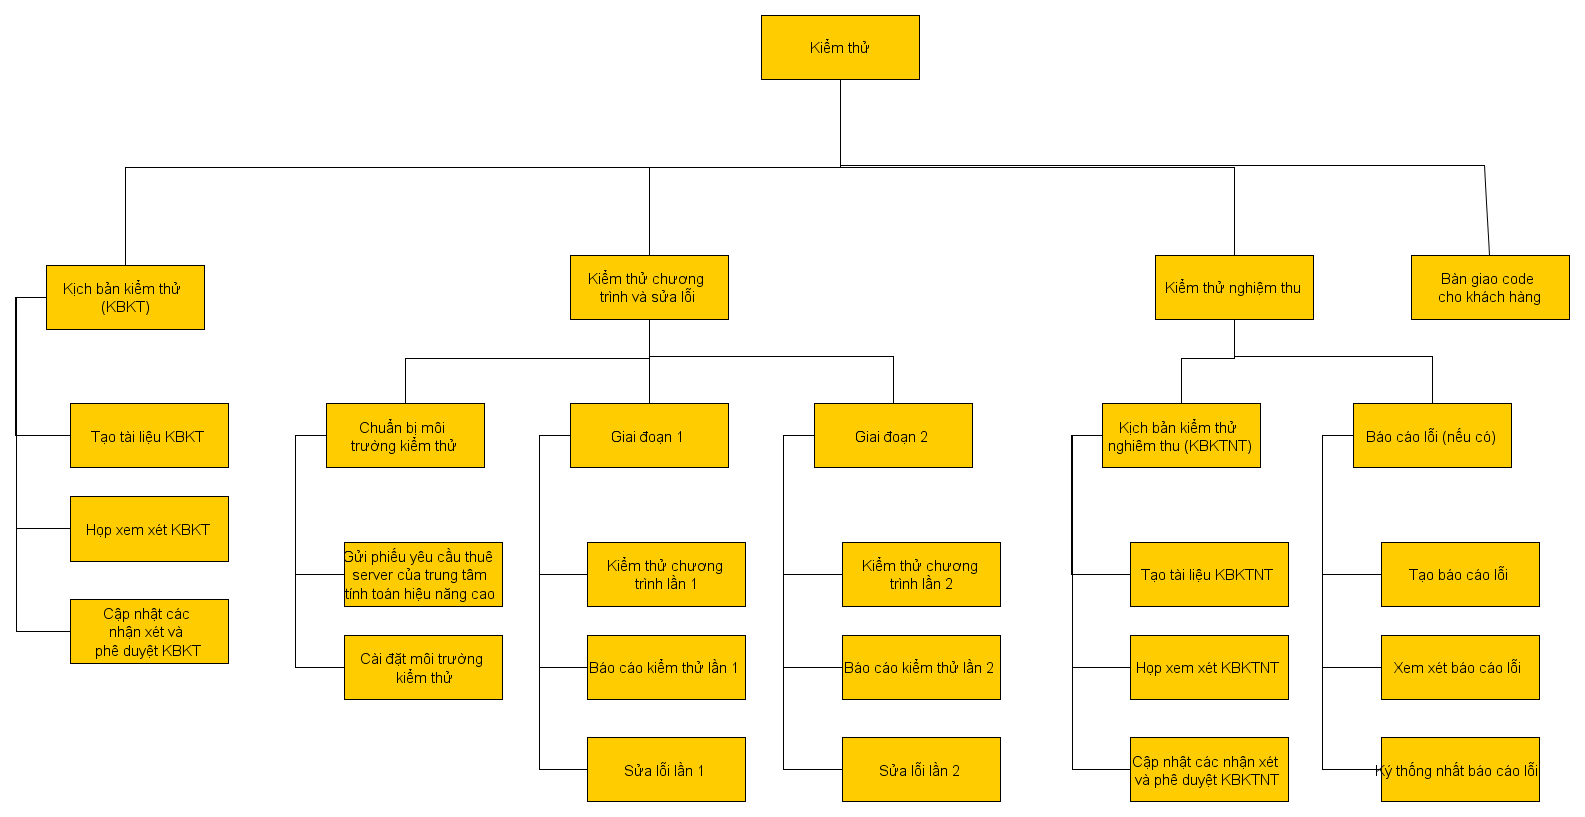 Kiểm thử
Kịch bản kiểm thử
(KBKT)
Kiểm thử chương
trình và sửa lỗi
Kiểm thử nghiệm thu
Bàn giao code
cho khách hàng
Tạo tài liệu KBKT
Họp xem xét KBKT
Cập nhật các
nhận xét và
phê duyệt KBKT
Chuẩn bị môi
trường kiểm thử
Gửi phiếu yêu cầu thuê
server của trung tâm
tính toán hiệu năng cao
Cài đặt môi trường
kiểm thử
Giai đoạn 1
Kiểm thử chương
trình lần 1
Báo cáo kiểm thử lần 1
Sửa lỗi lần 1
Giai đoạn 2
Kiểm thử chương
trình lần 2
Báo cáo kiểm thử lần 2
Sửa lỗi lần 2
Kịch bản kiểm thử
nghiêm thu (KBKTNT)
Tạo tài liệu KBKTNT
Họp xem xét KBKTNT
Cập nhật các nhận xét
và phê duyệt KBKTNT
Báo cáo lỗi (nếu có)
Tạo báo cáo lỗi
Xem xét báo cáo lỗi
Ký thống nhất báo cáo lỗi